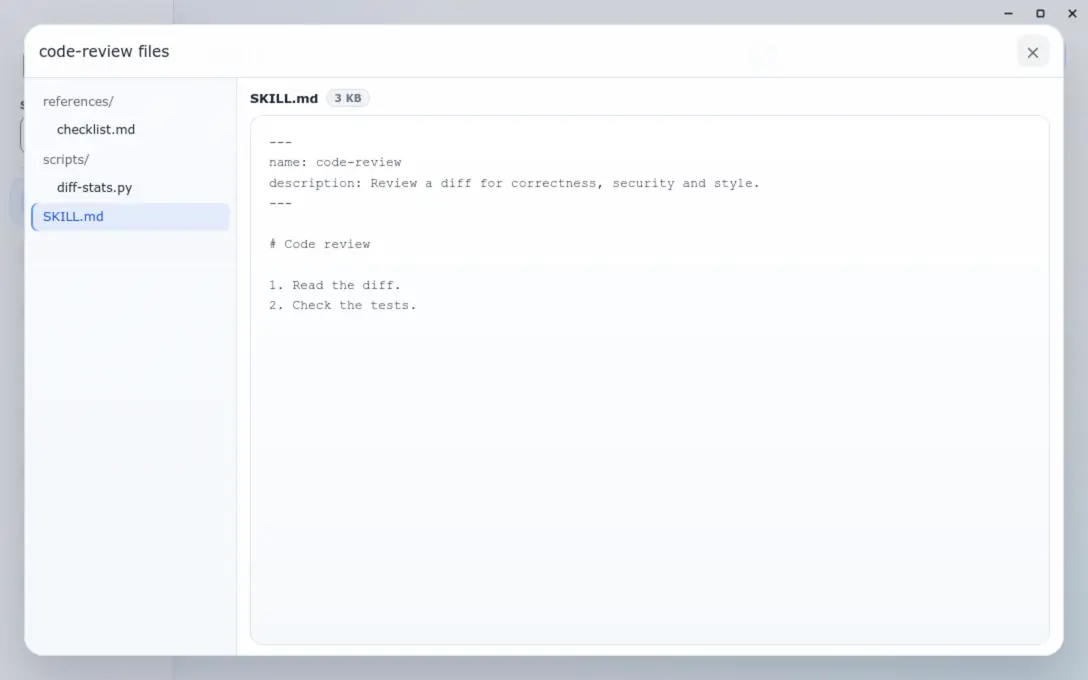 code-review files
references/
checklist.md
scripts/
diff-stats.py
SKILL.md
SKILL.md 3 KB
---
name: code-review
description: Review a diff for correctness, security and style.
---
# Code review
1. Read the diff.
2. Check the tests.